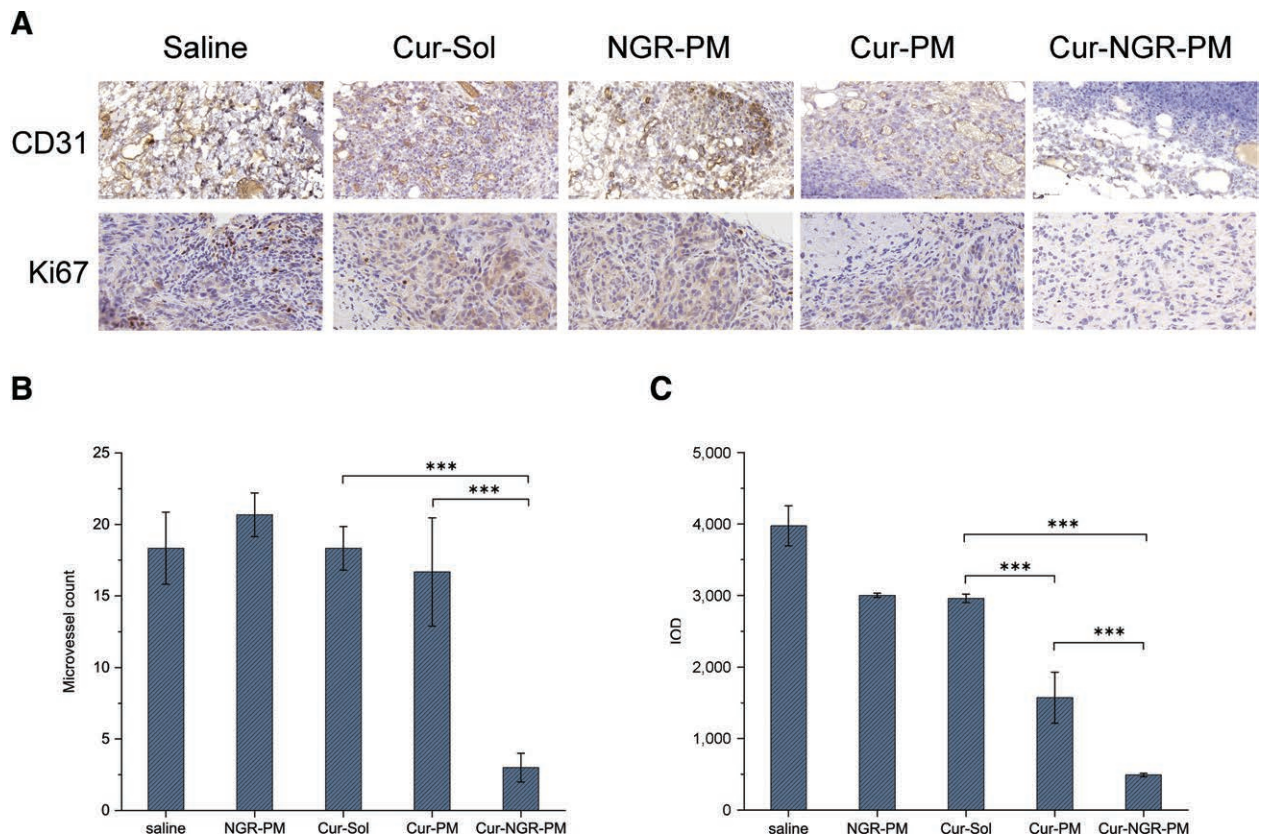 A
Saline Cur-Sol NGR-PM Cur-PM Cur-NGR-PM
CD31
Ki67
B
25
20
15
10
5
0
Microvessel count
***
***
saline NGR-PM Cur-Sol Cur-PM Cur-NGR-PM
C
5,000
4,000
3,000
2,000
1,000
0
IOD
***
***
***
saline NGR-PM Cur-Sol Cur-PM Cur-NGR-PM